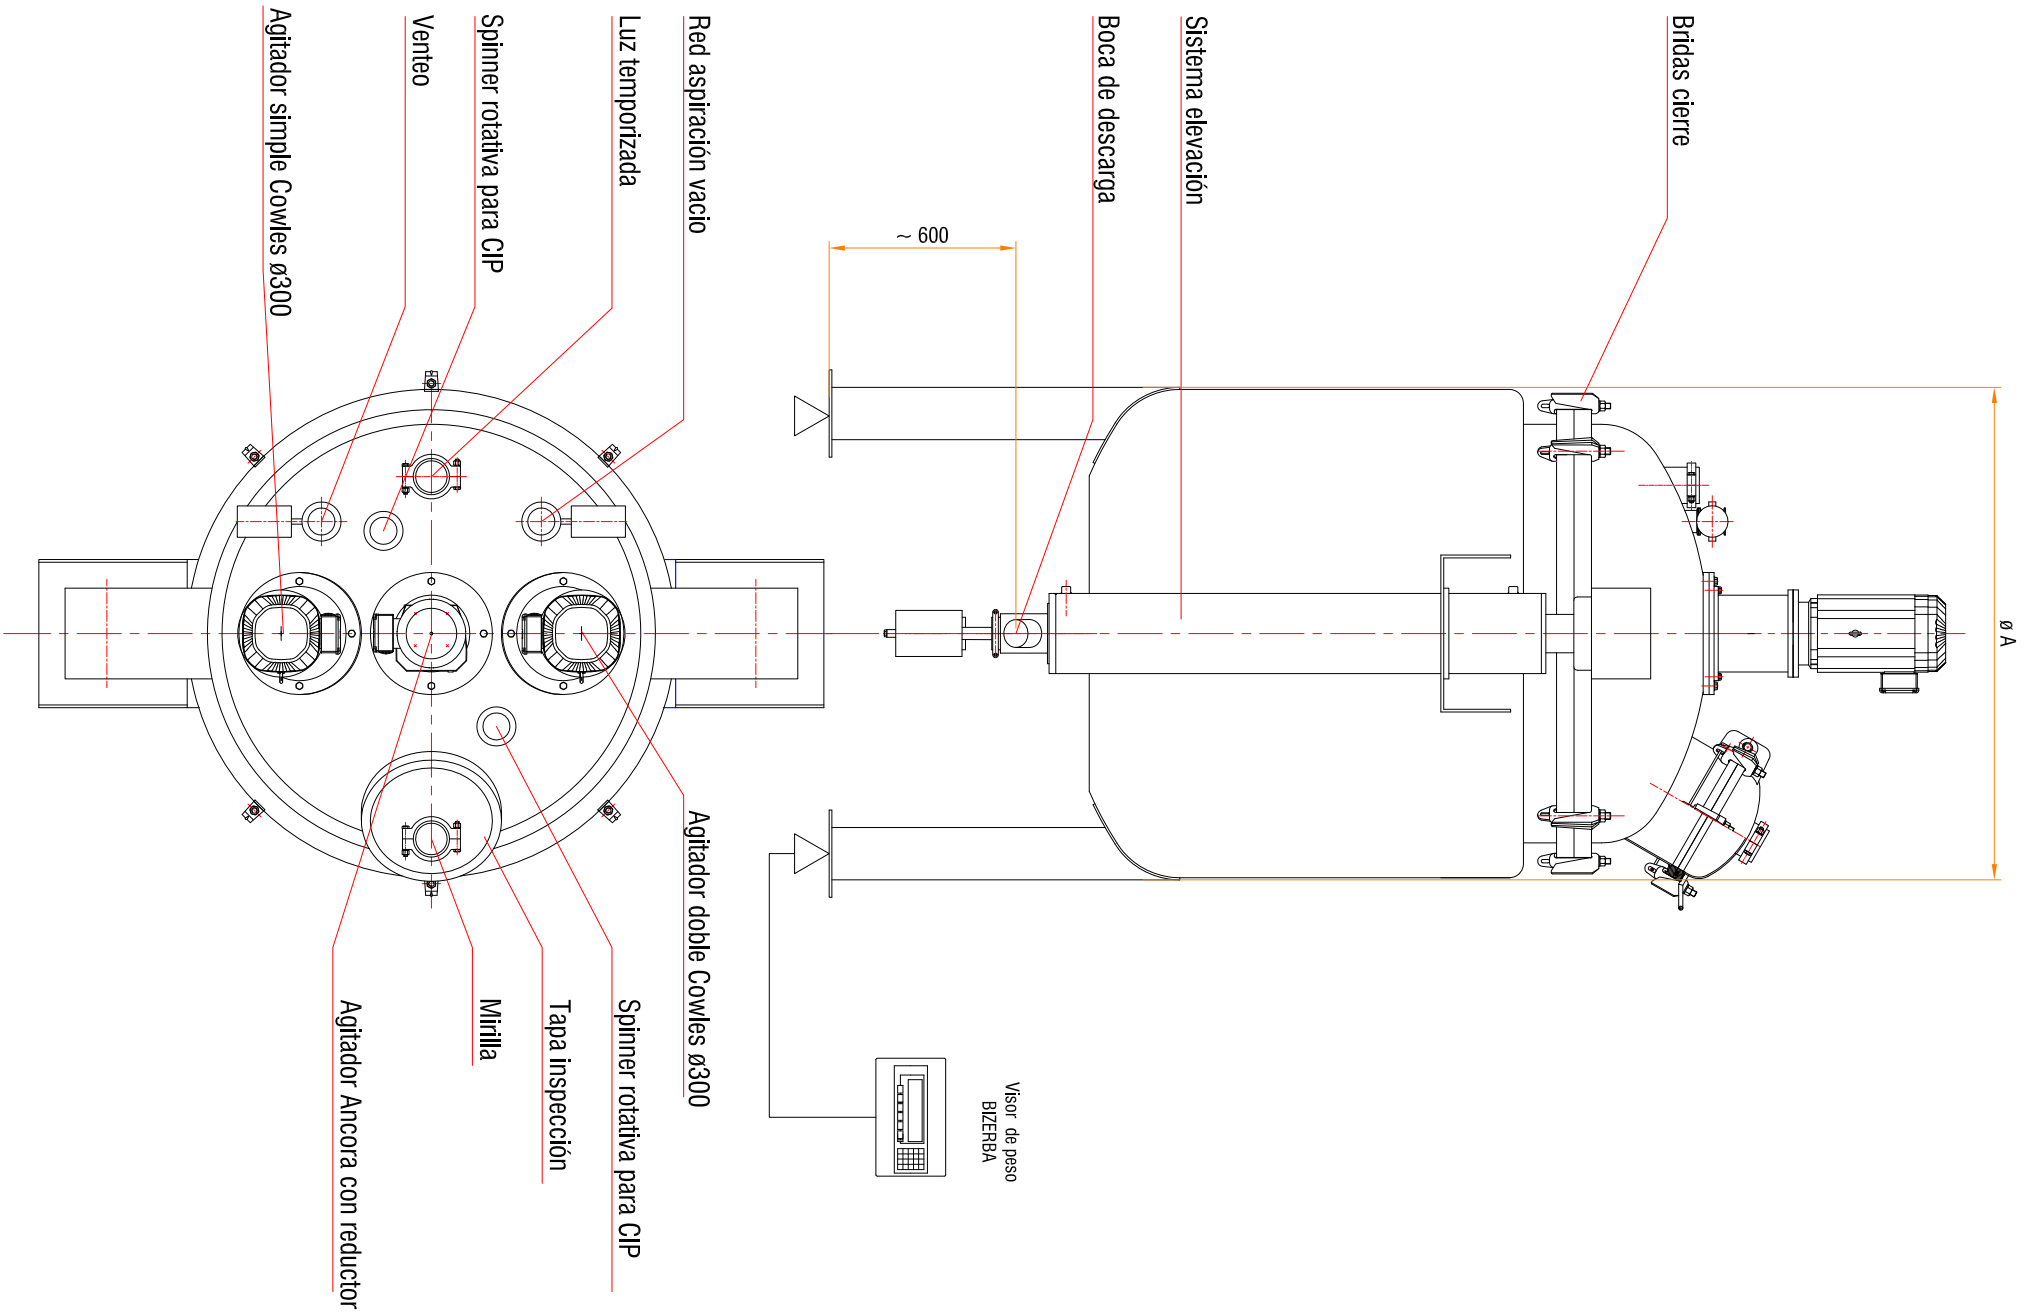 Bridas cierre
Sistema elevación
Boca de descarga
Red aspiración vacio
Luz temporizada
Spinner rotativa para CIP
Venteo
Agitador simple Cowles ø300
~ 600
ø A
Agitador doble Cowles ø300
Spinner rotativa para CIP
Tapa inspección
Mirilla
Agitador Ancora con reductor
Visor de peso
BIZERBA